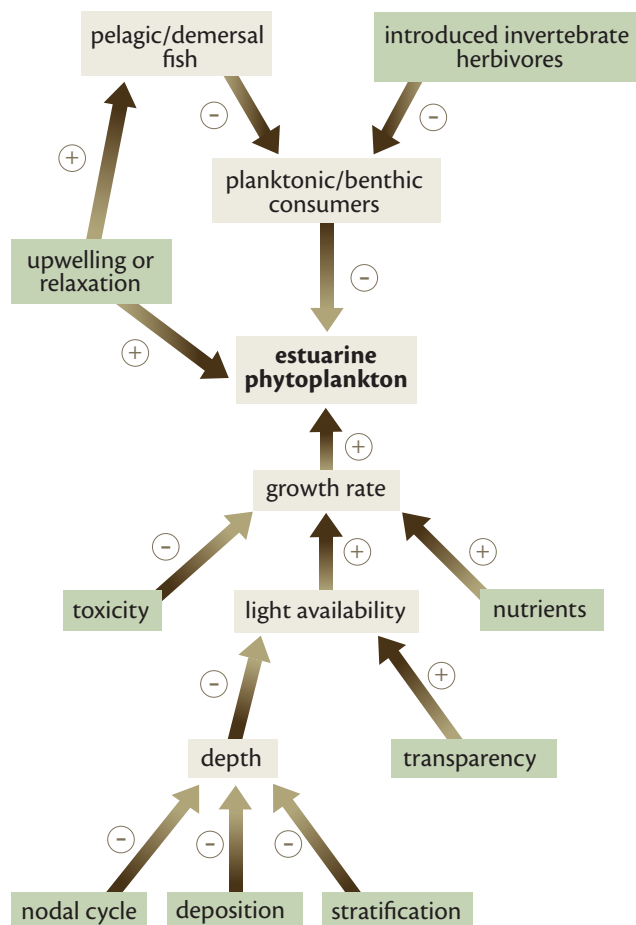 pelagic/demersal
fish
introduced invertebrate
herbivores
-
-
+
planktonic/benthic
consumers
upwelling or
relaxation
-
+
estuarine
phytoplankton
+
growth rate
-
+
+
toxicity
light availability
nutrients
-
+
depth
transparency
-
-
-
nodal cycle
deposition
stratification